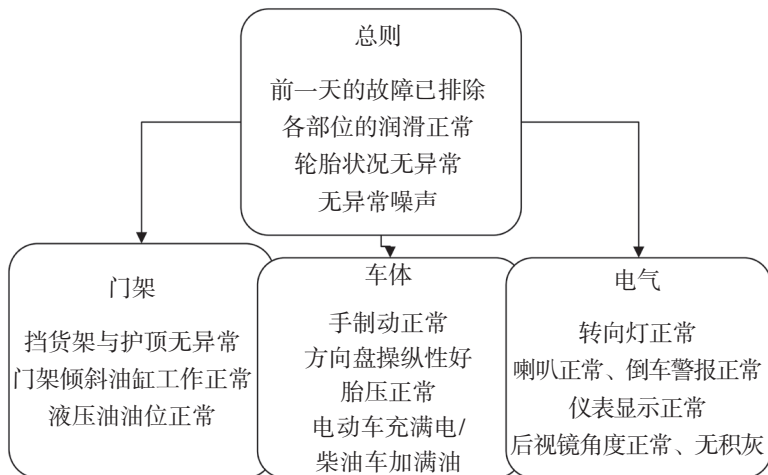 总则
前一天的故障已排除
各部位的润滑正常
轮胎状况无异常
无异常噪声
门架
挡货架与护顶无异常
门架倾斜油缸工作正常
液压油油位正常
车体
手制动正常
方向盘操纵性好
胎压正常
电动车充满电/
柴油车加满油
电气
转向灯正常
喇叭正常、倒车警报正常
仪表显示正常
后视镜角度正常、无积灰